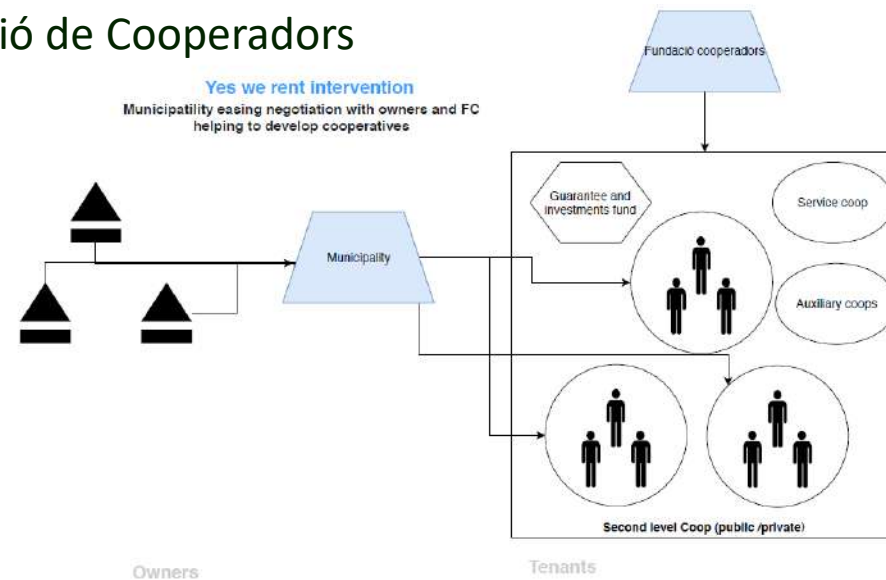 ió de Cooperadors
Yes we rent intervention
Municipatility easing negotiation with owners and FC
helping to develop cooperatives
Fundació cooperadors
Guarantee and
investments fund
Service coop
Municipality
Auxiliary coops
Second level Coop (public /private)
Owners
Tenants